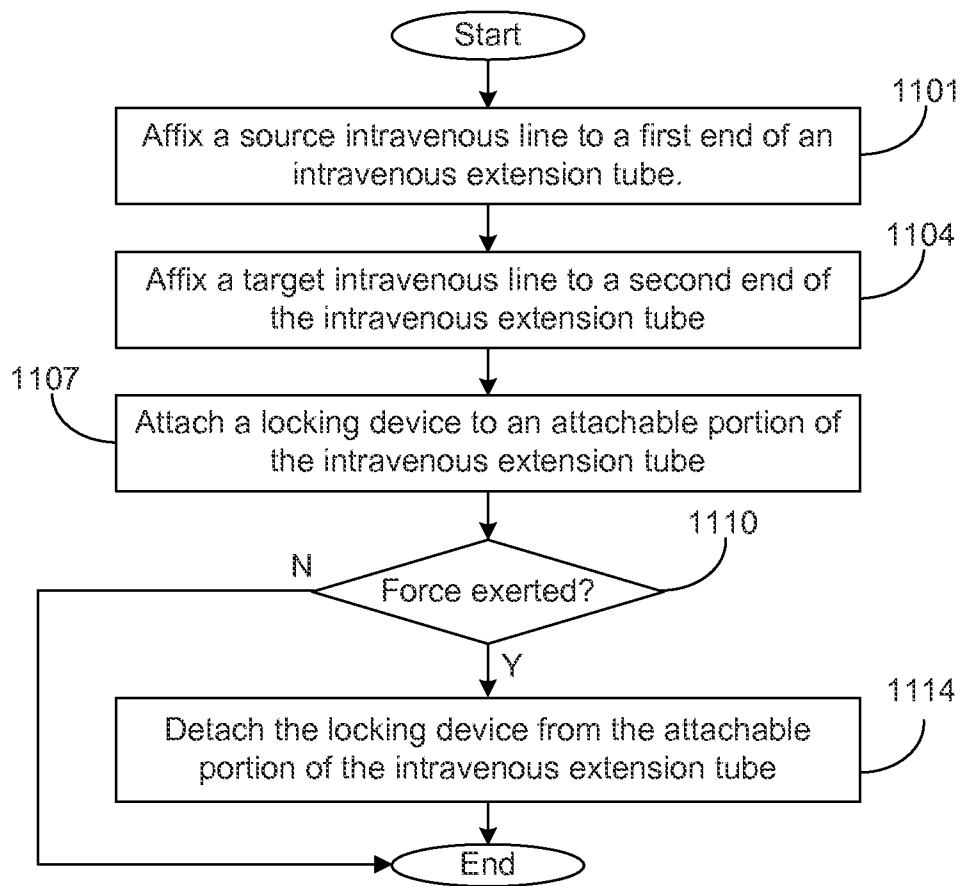 Start
1101
Affix a source intravenous line to a first end of an
intravenous extension tube.
1104
Affix a target intravenous line to a second end of
the intravenous extension tube
1107
Attach a locking device to an attachable portion of
the intravenous extension tube
1110
N
Force exerted?
Y
1114
Detach the locking device from the attachable
portion of the intravenous extension tube
End